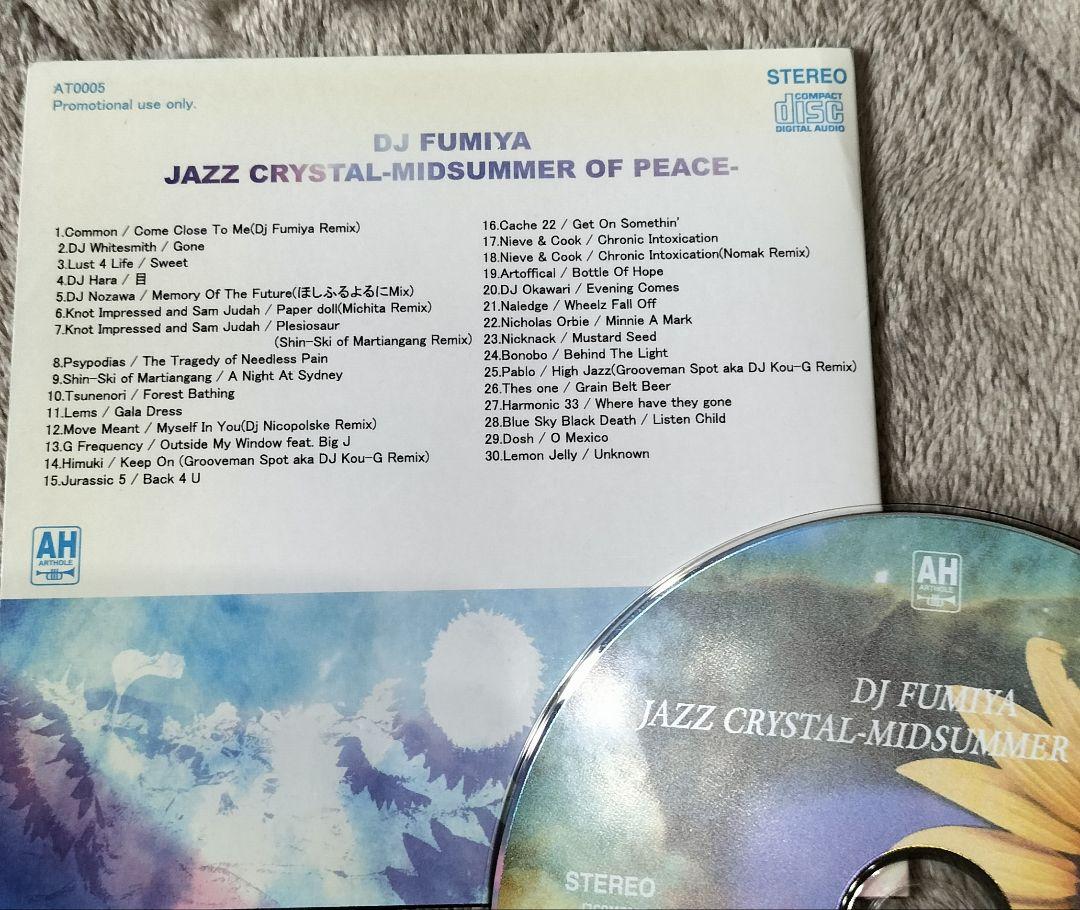 AT0005
Promotional use only.
STEREO
COMPACT
disc
DIGITAL AUDIO
DJ FUMIYA
JAZZ CRYSTAL-MIDSUMMER OF PEACE-
1.Common / Come Close To Me(Dj Fumiya Remix)
2.DJ Whitesmith / Gone
3.Lust 4 Life / Sweet
4.DJ Hara / 目
5.DJ Nozawa / Memory Of The Future(ほしふるよるにMix)
6.Knot Impressed and Sam Judah / Paper doll(Michita Remix)
7.Knot Impressed and Sam Judah / Plesiosaur
(Shin-Ski of Martiangang Remix)
8.Psypodias / The Tragedy of Needless Pain
9.Shin-Ski of Martiangang / A Night At Sydney
10.Tsunenori / Forest Bathing
11.Lems / Gala Dress
12.Move Meant / Myself In You(Dj Nicopolske Remix)
13.G Frequency / Outside My Window feat. Big J
14.Himuki / Keep On (Grooveman Spot aka DJ Kou-G Remix)
15.Jurassic 5 / Back 4 U
16.Cache 22 / Get On Somethin'
17.Nieve & Cook / Chronic Intoxication
18.Nieve & Cook / Chronic Intoxication(Nomak Remix)
19.Artoffical / Bottle Of Hope
20.DJ Okawari / Evening Comes
21.Naledge / Wheelz Fall Off
22.Nicholas Orbie / Minnie A Mark
23.Nicknack / Mustard Seed
24.Bonobo / Behind The Light
25.Pablo / High Jazz(Grooveman Spot aka DJ Kou-G Remix)
26.Thes one / Grain Belt Beer
27.Harmonic 33 / Where have they gone
28.Blue Sky Black Death / Listen Child
29.Dosh / O Mexico
30.Lemon Jelly / Unknown
AH
ARTHOLE
AH
ARTHOLE
DJ FUMIYA
JAZZ CRYSTAL-MIDSUMMER
STEREO